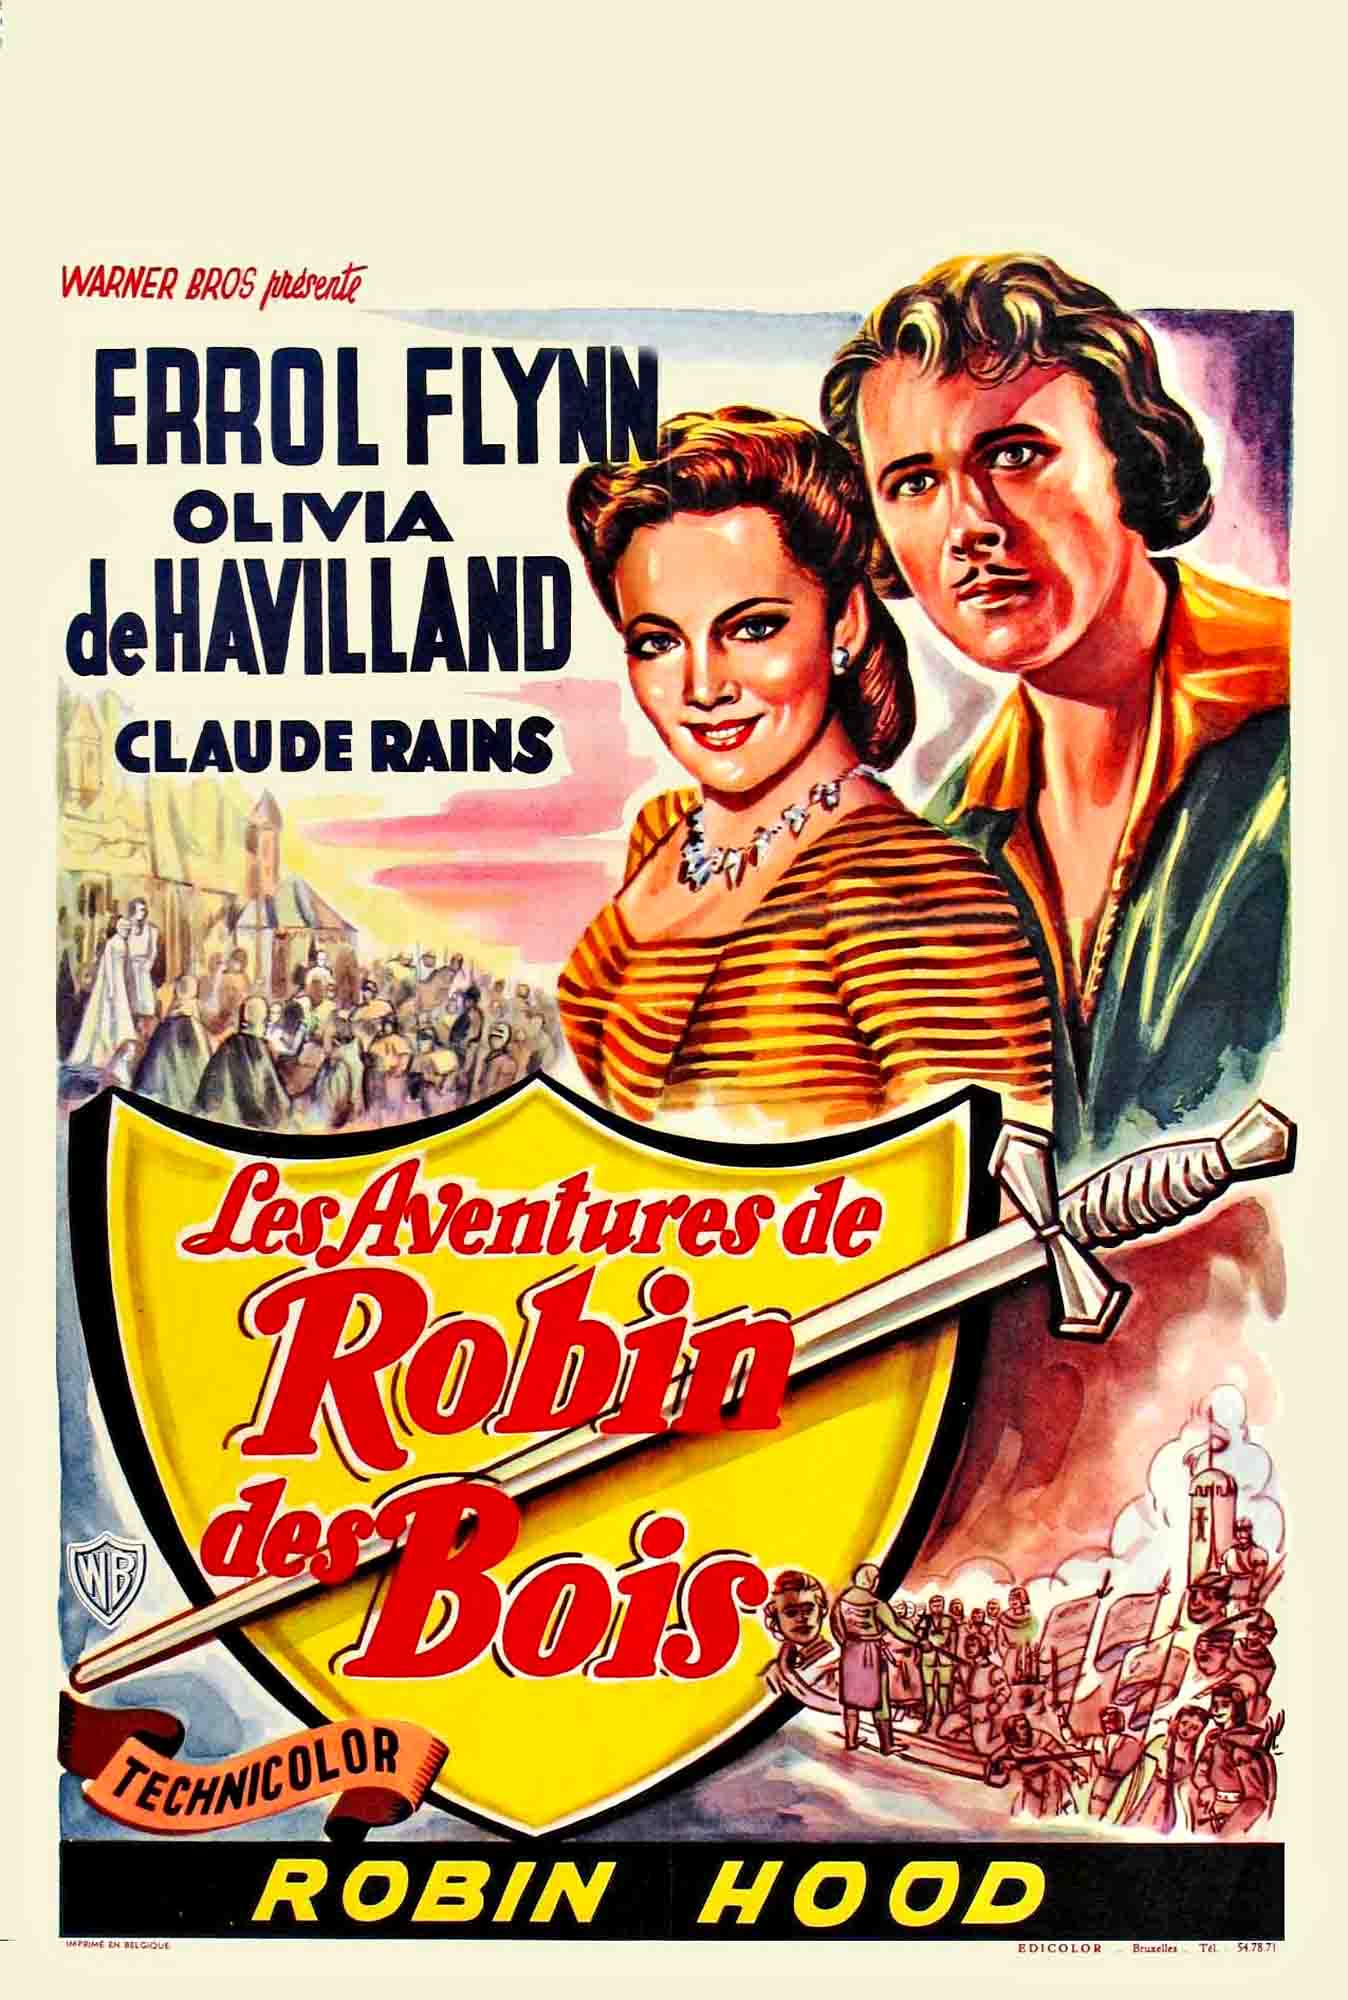 WARNER BROS présente
ERROL FLYNN
OLIVIA
de HAVILLAND
CLAUDE RAINS
Les Aventures de
Robin
des Bois
WB
TECHNICOLOR
ROBIN HOOD
IMPRIMÉ EN BELGIQUE
EDICOLOR - Bruxelles - Tél. 54.78.71